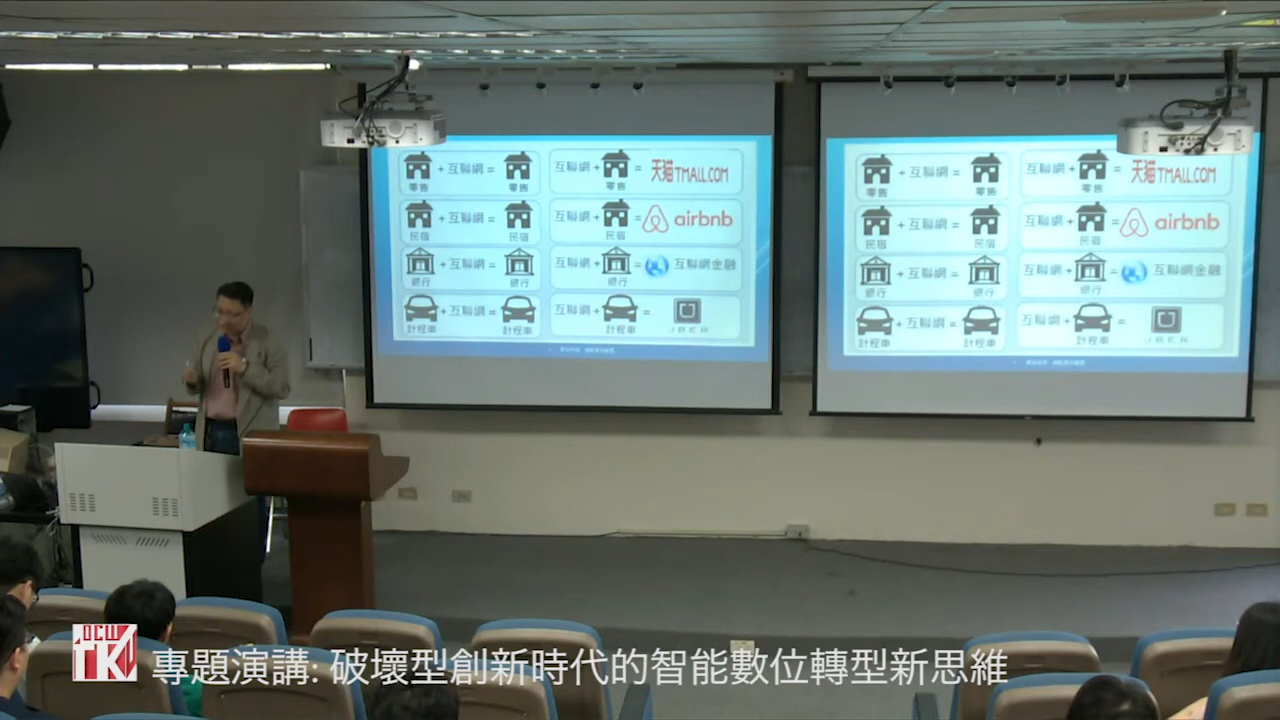 零售 + 互聯網 = 零售 互聯網 + 零售 = 天猫 TMALL.COM
民宿 + 互聯網 = 民宿 互聯網 + 民宿 = airbnb
銀行 + 互聯網 = 銀行 互聯網 + 銀行 = 互聯網金融
計程車 + 互聯網 = 計程車 互聯網 + 計程車 = UBER
零售 + 互聯網 = 零售 互聯網 + 零售 = 天猫 TMALL.COM
民宿 + 互聯網 = 民宿 互聯網 + 民宿 = airbnb
銀行 + 互聯網 = 銀行 互聯網 + 銀行 = 互聯網金融
計程車 + 互聯網 = 計程車 互聯網 + 計程車 = UBER
OCW
TK
專題演講: 破壞型創新時代的智能數位轉型新思維